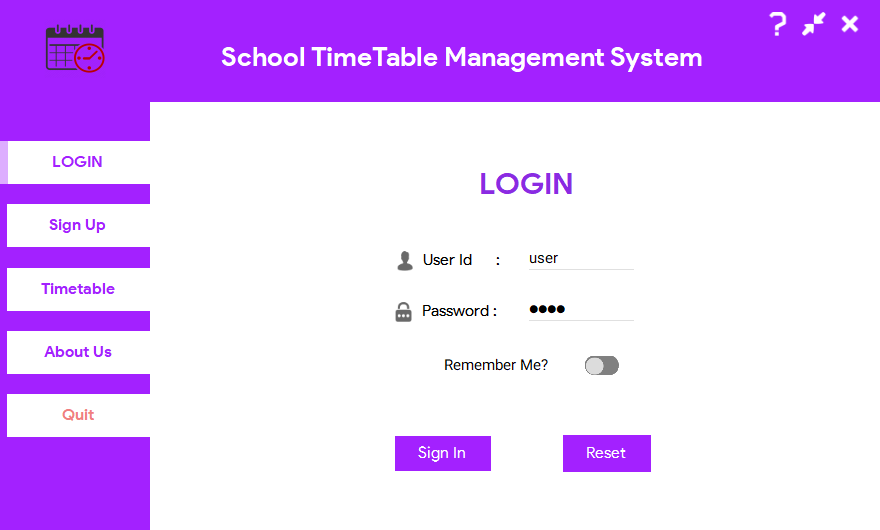 School TimeTable Management System
LOGIN
Sign Up
Timetable
About Us
Quit
LOGIN
User Id :
user
Password :
●●●●
Remember Me?
Sign In
Reset